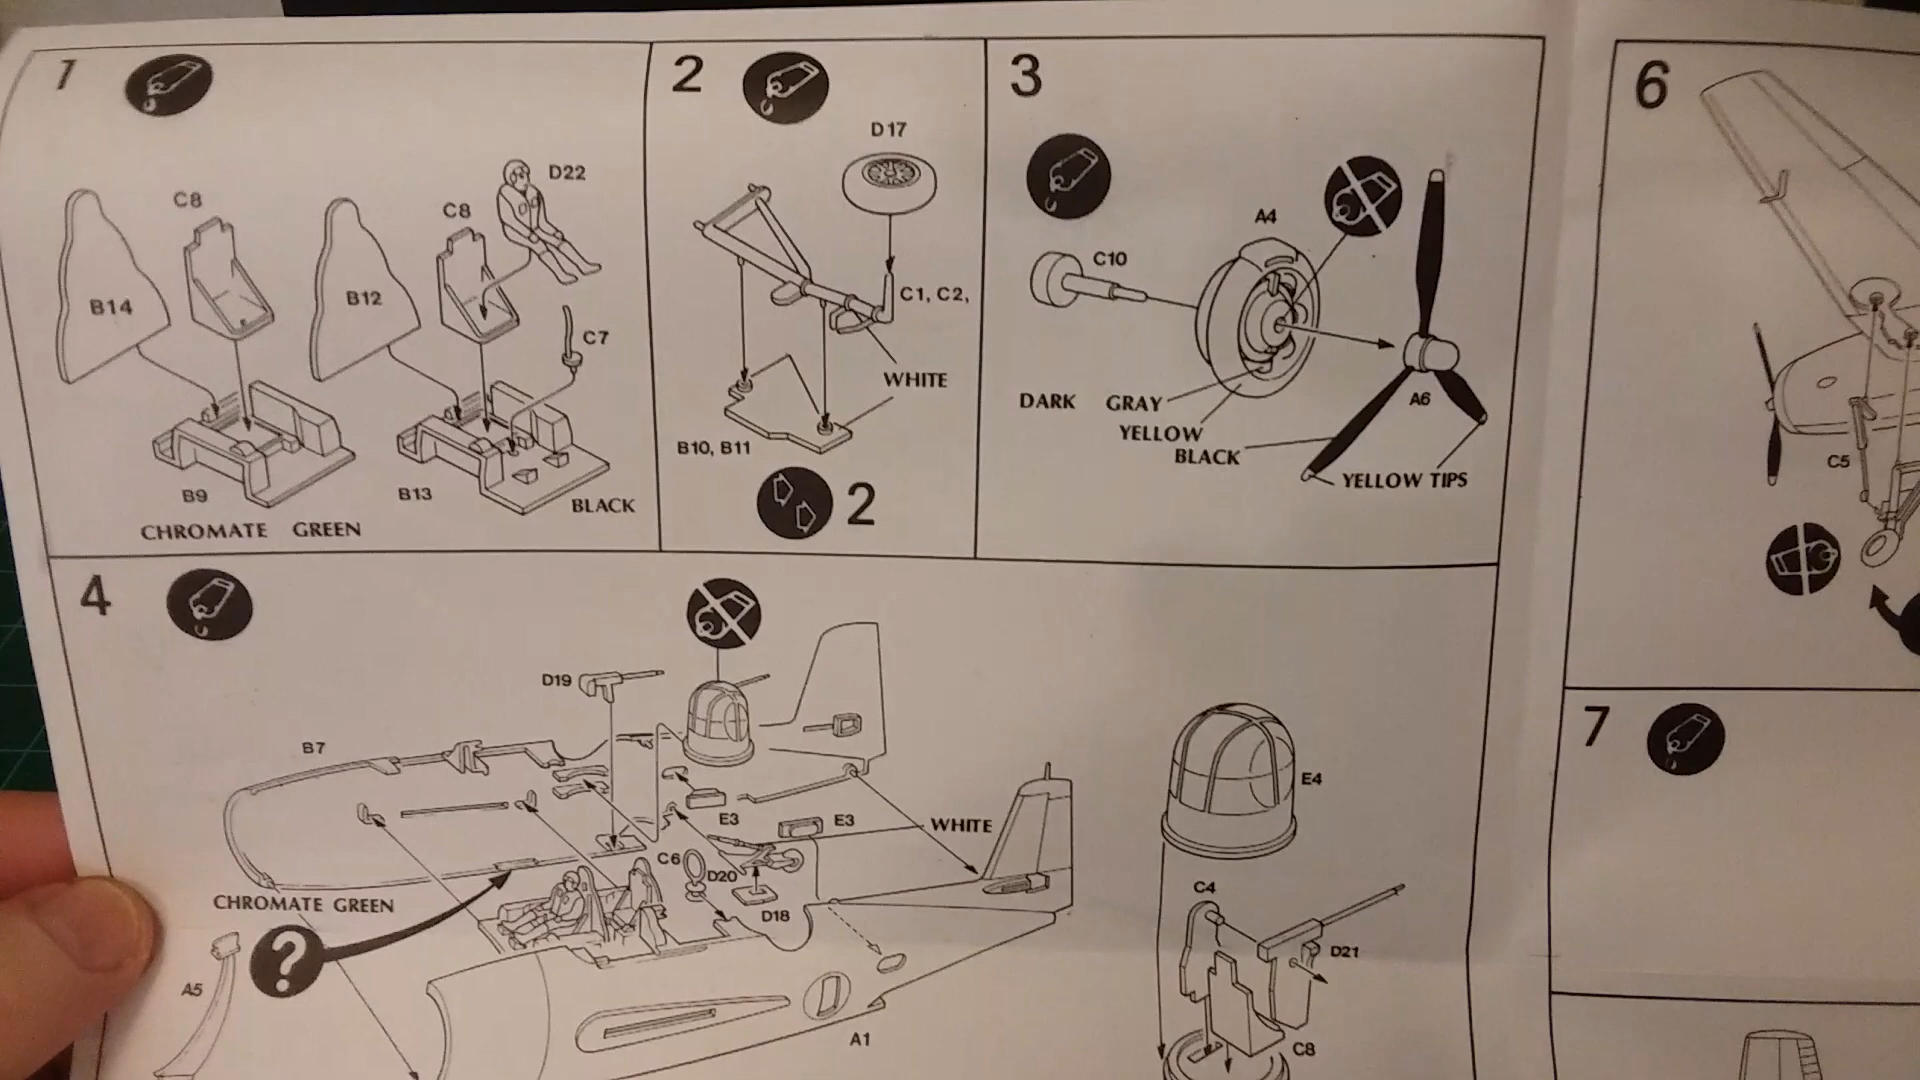 1
D22
C8
C8
B14
B12
C7
B9
B13
BLACK
CHROMATE GREEN
2
D17
C1, C2,
WHITE
B10, B11
2
3
A4
C10
DARK GRAY
A6
YELLOW
BLACK
YELLOW TIPS
4
D19
B7
E3
E3
WHITE
C6
D20
D18
CHROMATE GREEN
?
A5
A1
E4
C4
D21
C8
6
C5
7